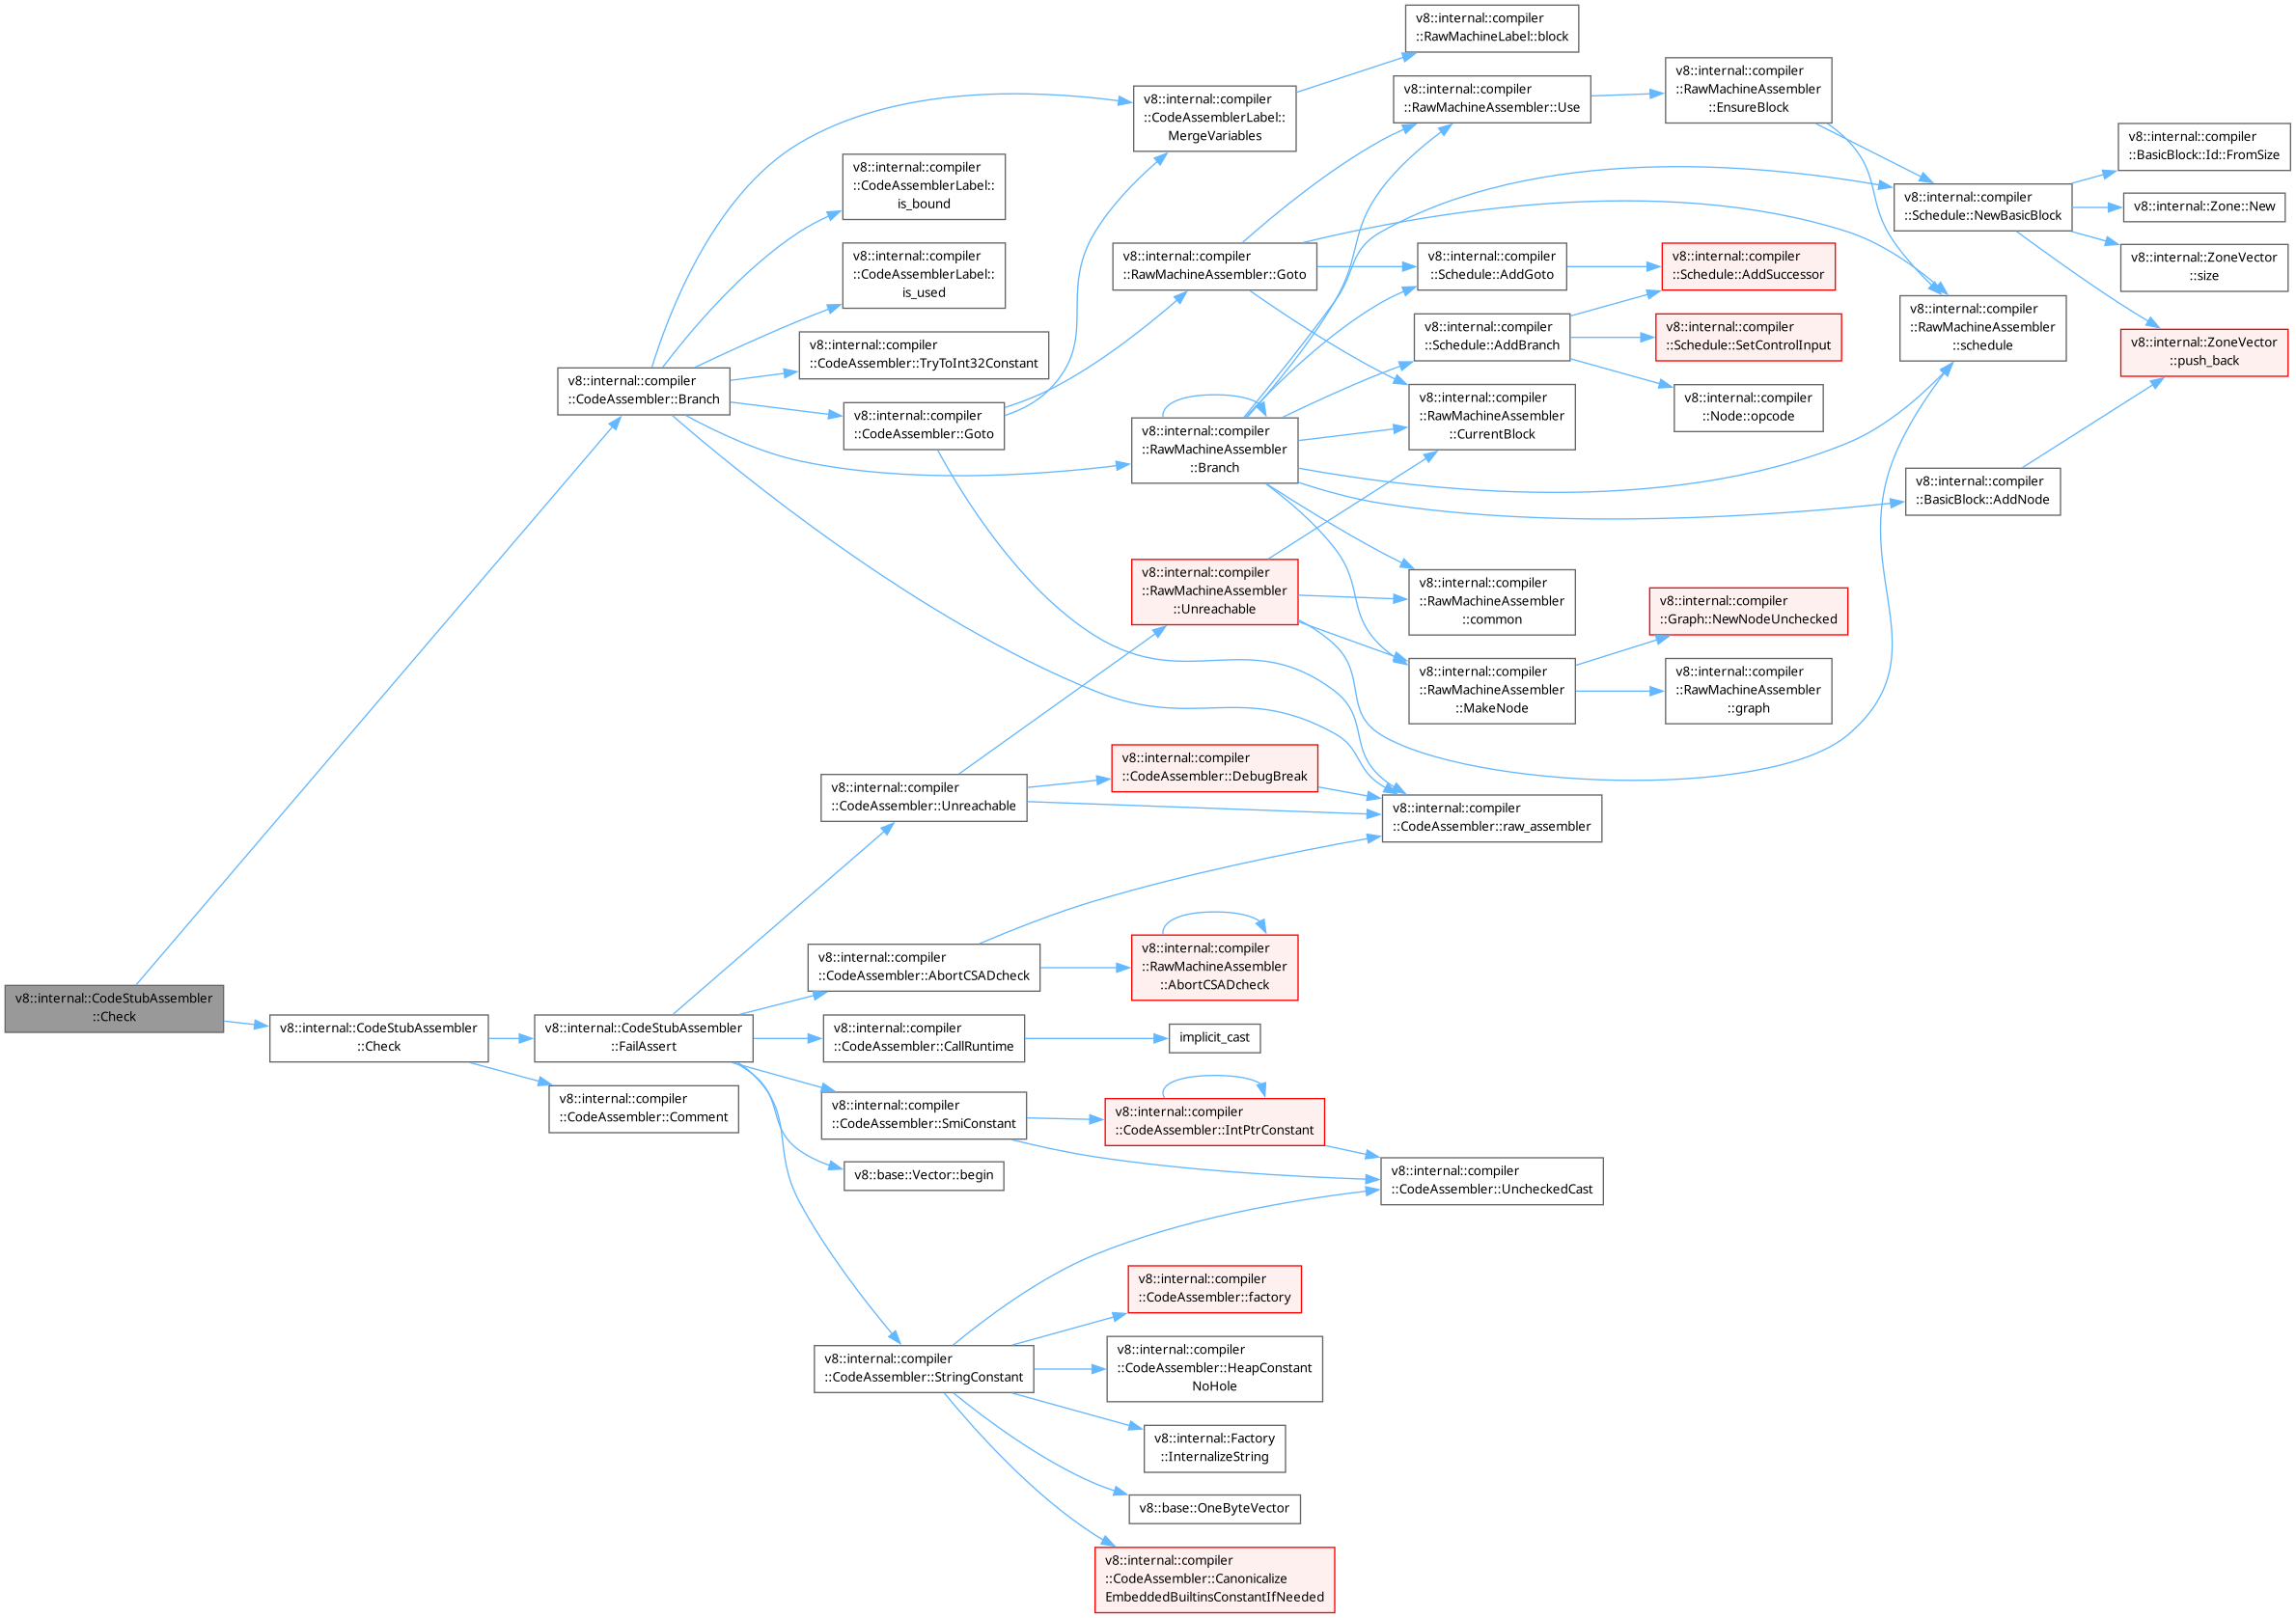 v8::internal::CodeStubAssembler
::Check
v8::internal::CodeStubAssembler
::Check
v8::internal::compiler
::CodeAssembler::Branch
v8::internal::CodeStubAssembler
::FailAssert
v8::internal::compiler
::CodeAssembler::Comment
v8::internal::compiler
::CodeAssemblerLabel::
is_bound
v8::internal::compiler
::CodeAssemblerLabel::
is_used
v8::internal::compiler
::CodeAssembler::TryToInt32Constant
v8::internal::compiler
::CodeAssembler::Goto
v8::internal::compiler
::CodeAssembler::Unreachable
v8::internal::compiler
::CodeAssembler::AbortCSADcheck
v8::internal::compiler
::CodeAssembler::CallRuntime
v8::internal::compiler
::CodeAssembler::SmiConstant
v8::base::Vector::begin
v8::internal::compiler
::CodeAssembler::StringConstant
v8::internal::compiler
::CodeAssemblerLabel::
MergeVariables
v8::internal::compiler
::RawMachineAssembler::Goto
v8::internal::compiler
::RawMachineAssembler
::Branch
v8::internal::compiler
::RawMachineAssembler
::Unreachable
v8::internal::compiler
::CodeAssembler::DebugBreak
v8::internal::compiler
::RawMachineAssembler
::AbortCSADcheck
implicit_cast
v8::internal::compiler
::CodeAssembler::IntPtrConstant
v8::internal::compiler
::CodeAssembler::factory
v8::internal::compiler
::CodeAssembler::HeapConstant
NoHole
v8::internal::Factory
::InternalizeString
v8::base::OneByteVector
v8::internal::compiler
::CodeAssembler::Canonicalize
EmbeddedBuiltinsConstantIfNeeded
v8::internal::compiler
::RawMachineLabel::block
v8::internal::compiler
::RawMachineAssembler::Use
v8::internal::compiler
::Schedule::AddGoto
v8::internal::compiler
::Schedule::AddBranch
v8::internal::compiler
::RawMachineAssembler
::CurrentBlock
v8::internal::compiler
::RawMachineAssembler
::common
v8::internal::compiler
::RawMachineAssembler
::MakeNode
v8::internal::compiler
::CodeAssembler::raw_assembler
v8::internal::compiler
::CodeAssembler::UncheckedCast
v8::internal::compiler
::RawMachineAssembler
::EnsureBlock
v8::internal::compiler
::Schedule::AddSuccessor
v8::internal::compiler
::Schedule::SetControlInput
v8::internal::compiler
::Node::opcode
v8::internal::compiler
::Graph::NewNodeUnchecked
v8::internal::compiler
::RawMachineAssembler
::graph
v8::internal::compiler
::Schedule::NewBasicBlock
v8::internal::compiler
::RawMachineAssembler
::schedule
v8::internal::compiler
::BasicBlock::AddNode
v8::internal::compiler
::BasicBlock::Id::FromSize
v8::internal::Zone::New
v8::internal::ZoneVector
::size
v8::internal::ZoneVector
::push_back